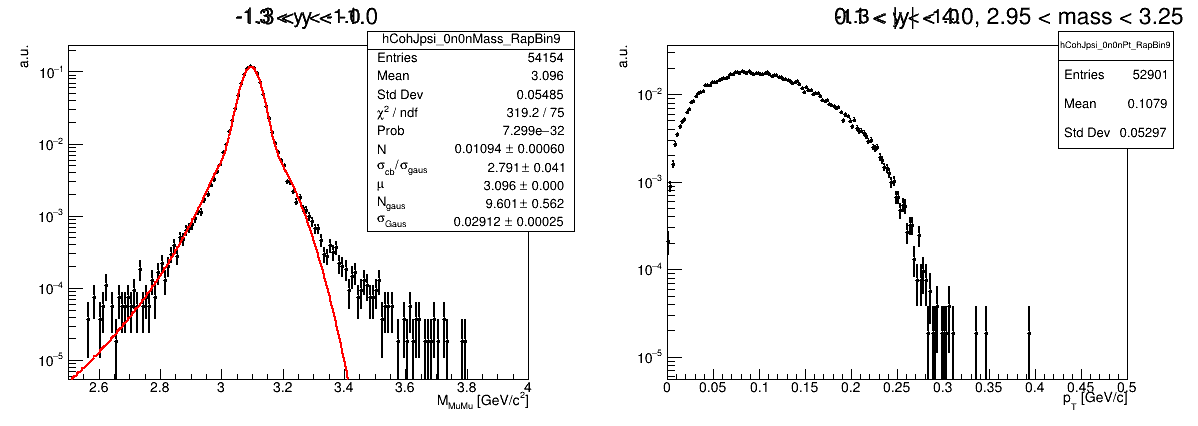 a.u.
hCohJpsi_0n0nMass_RapBin9
Entries 54154
Mean 3.096
Std Dev 0.05485
χ² / ndf 319.2 / 75
Prob 7.299e−32
N 0.01094 ± 0.00060
σcb/σgaus 2.791 ± 0.041
μ 3.096 ± 0.000
Ngaus 9.601 ± 0.562
σGaus 0.02912 ± 0.00025
10⁻¹
10⁻²
10⁻³
10⁻⁴
10⁻⁵
2.6 2.8 3 3.2 3.4 3.6 3.8 4
MMuMu [GeV/c²]
4.0, 2.95 < mass < 3.25
a.u.
hCohJpsi_0n0nPt_RapBin9
Entries 52901
Mean 0.1079
Std Dev 0.05297
10⁻²
10⁻³
10⁻⁴
10⁻⁵
0 0.05 0.1 0.15 0.2 0.25 0.3 0.35 0.4 0.45 0.5
pT [GeV/c]